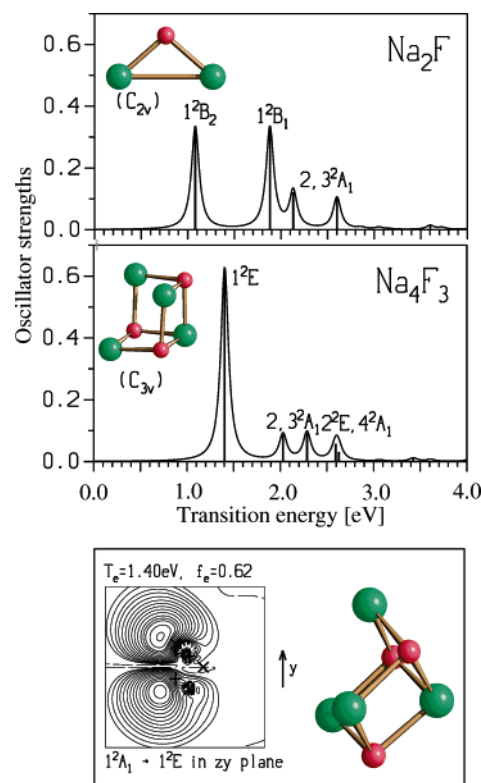 0.6
Na₂F
0.4
(C₂ᵥ)
1²B₂
1²B₁
2,3²A₁
0.2
0.0
Oscillator strengths
0.6
1²E
Na₄F₃
0.4
(C₃ᵥ)
0.2
2,3²A₁ 2²E,4²A₁
0.0
0.0 1.0 2.0 3.0 4.0
Transition energy [eV]
Tₑ=1.40eV, fₑ=0.62
y
1²A₁ → 1²E in zy plane